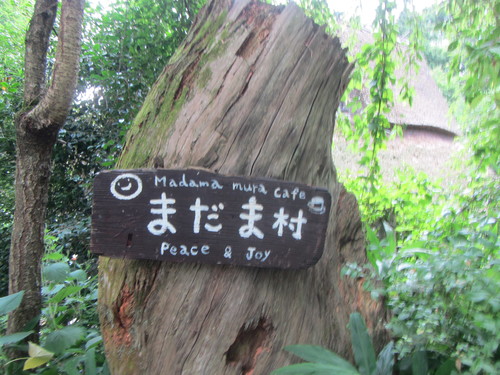 Madama mura Cafe
まだま村
Peace & Joy